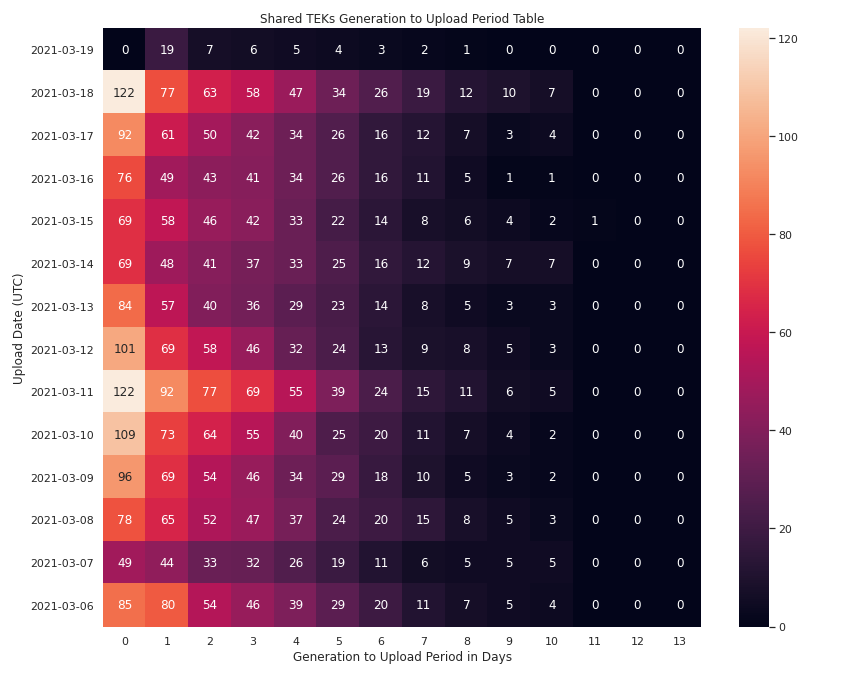 Shared TEKs Generation to Upload Period Table
2021-03-19 0 19 7 6 5 4 3 2 1 0 0 0 0 0
2021-03-18 122 77 63 58 47 34 26 19 12 10 7 0 0 0
2021-03-17 92 61 50 42 34 26 16 12 7 3 4 0 0 0
2021-03-16 76 49 43 41 34 26 16 11 5 1 1 0 0 0
2021-03-15 69 58 46 42 33 22 14 8 6 4 2 1 0 0
2021-03-14 69 48 41 37 33 25 16 12 9 7 7 0 0 0
2021-03-13 84 57 40 36 29 23 14 8 5 3 3 0 0 0
2021-03-12 101 69 58 46 32 24 13 9 8 5 3 0 0 0
2021-03-11 122 92 77 69 55 39 24 15 11 6 5 0 0 0
2021-03-10 109 73 64 55 40 25 20 11 7 4 2 0 0 0
2021-03-09 96 69 54 46 34 29 18 10 5 3 2 0 0 0
2021-03-08 78 65 52 47 37 24 20 15 8 5 3 0 0 0
2021-03-07 49 44 33 32 26 19 11 6 5 5 5 0 0 0
2021-03-06 85 80 54 46 39 29 20 11 7 5 4 0 0 0
0 1 2 3 4 5 6 7 8 9 10 11 12 13
Generation to Upload Period in Days
Upload Date (UTC)
120
100
80
60
40
20
0